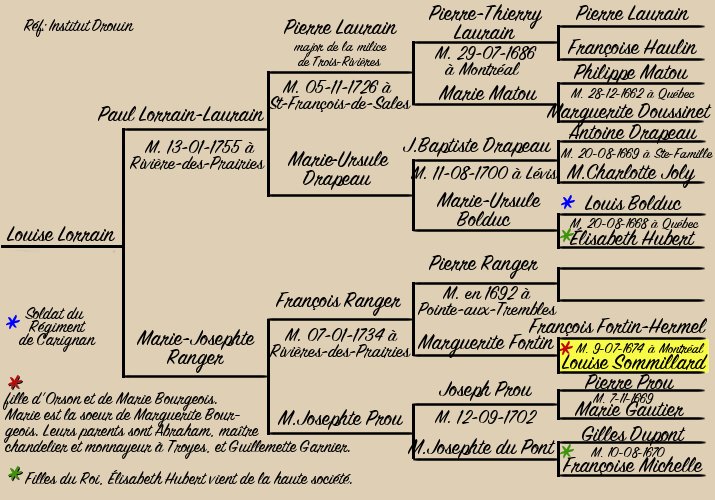 Réf: Institut Drouin
Louise Lorrain
Paul Lorrain-Laurain
M. 13-01-1755 à
Rivière-des-Prairies
Marie-Josephte
Ranger
Pierre Laurain
major de la milice
de Trois-Rivières
M. 05-11-1726 à
St-François-de-Sales
Marie-Ursule
Drapeau
François Ranger
M. 07-01-1734 à
Rivières-des-Prairies
M.Josephte Prou
Pierre-Thierry
Laurain
M. 29-07-1686
à Montréal
Marie Matou
J.Baptiste Drapeau
M. 11-08-1700 à Lévis
Marie-Ursule
Bolduc
Pierre Ranger
M. en 1692 à
Pointe-aux-Trembles
Marguerite Fortin
Joseph Prou
M. 12-09-1702
M.Josephte du Pont
Pierre Laurain
Françoise Haulin
Philippe Matou
M. 28-12-1662 à Québec
Marguerite Doussinet
Antoine Drapeau
M. 20-08-1669 à Ste-Famille
M.Charlotte Joly
Louis Bolduc
M. 20-08-1668 à Québec
Élisabeth Hubert
François Fortin-Hermel
M. 9-07-1674 à Montréal
Louise Sommillard
Pierre Prou
M. 7-11-1669
Marie Gautier
Gilles Dupont
M. 10-08-1670
Françoise Michelle
Soldat du
Régiment
de Carignan
fille d'Orson et de Marie Bourgeois.
Marie est la soeur de Marguerite Bour-
geois. Leurs parents sont Abraham, maître
chandelier et monnayeur à Troyes, et Guillemette Garnier.
Filles du Roi, Élisabeth Hubert vient de la haute société.